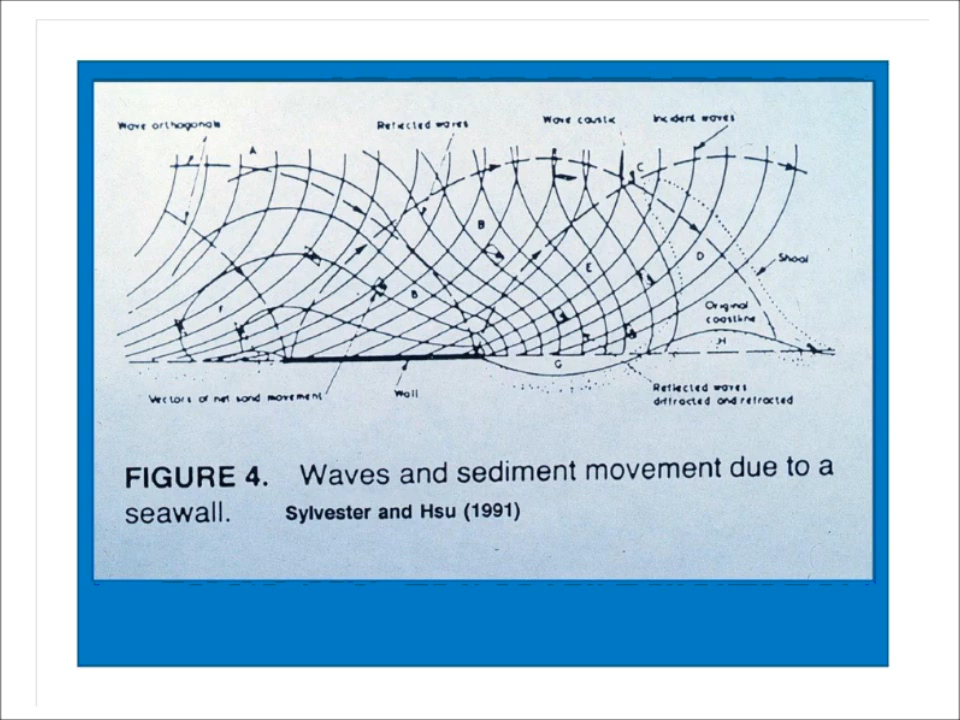 Wave orthogonals
Reflected waves
Wave caustic
Incident waves
A
C
B
D
Shoal
E
B
Original
coastline
F
H
G
Vectors of net sand movement
Wall
Reflected waves
diffracted and refracted
FIGURE 4. Waves and sediment movement due to a
seawall. Sylvester and Hsu (1991)